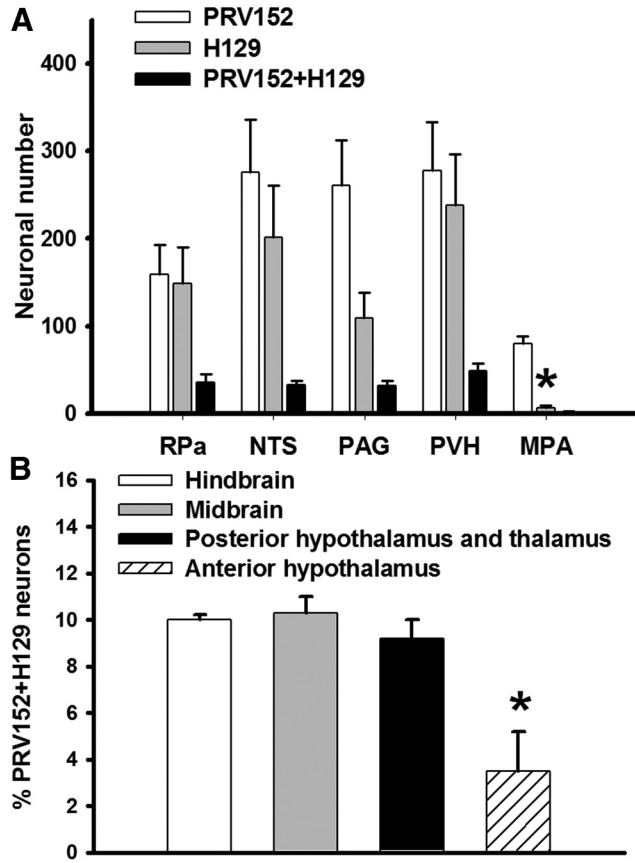 A
PRV152
H129
PRV152+H129
Neuronal number
400
300
200
100
0
*
RPa NTS PAG PVH MPA
B
Hindbrain
Midbrain
Posterior hypothalamus and thalamus
Anterior hypothalamus
% PRV152+H129 neurons
16
14
12
10
8
6
4
2
0
*